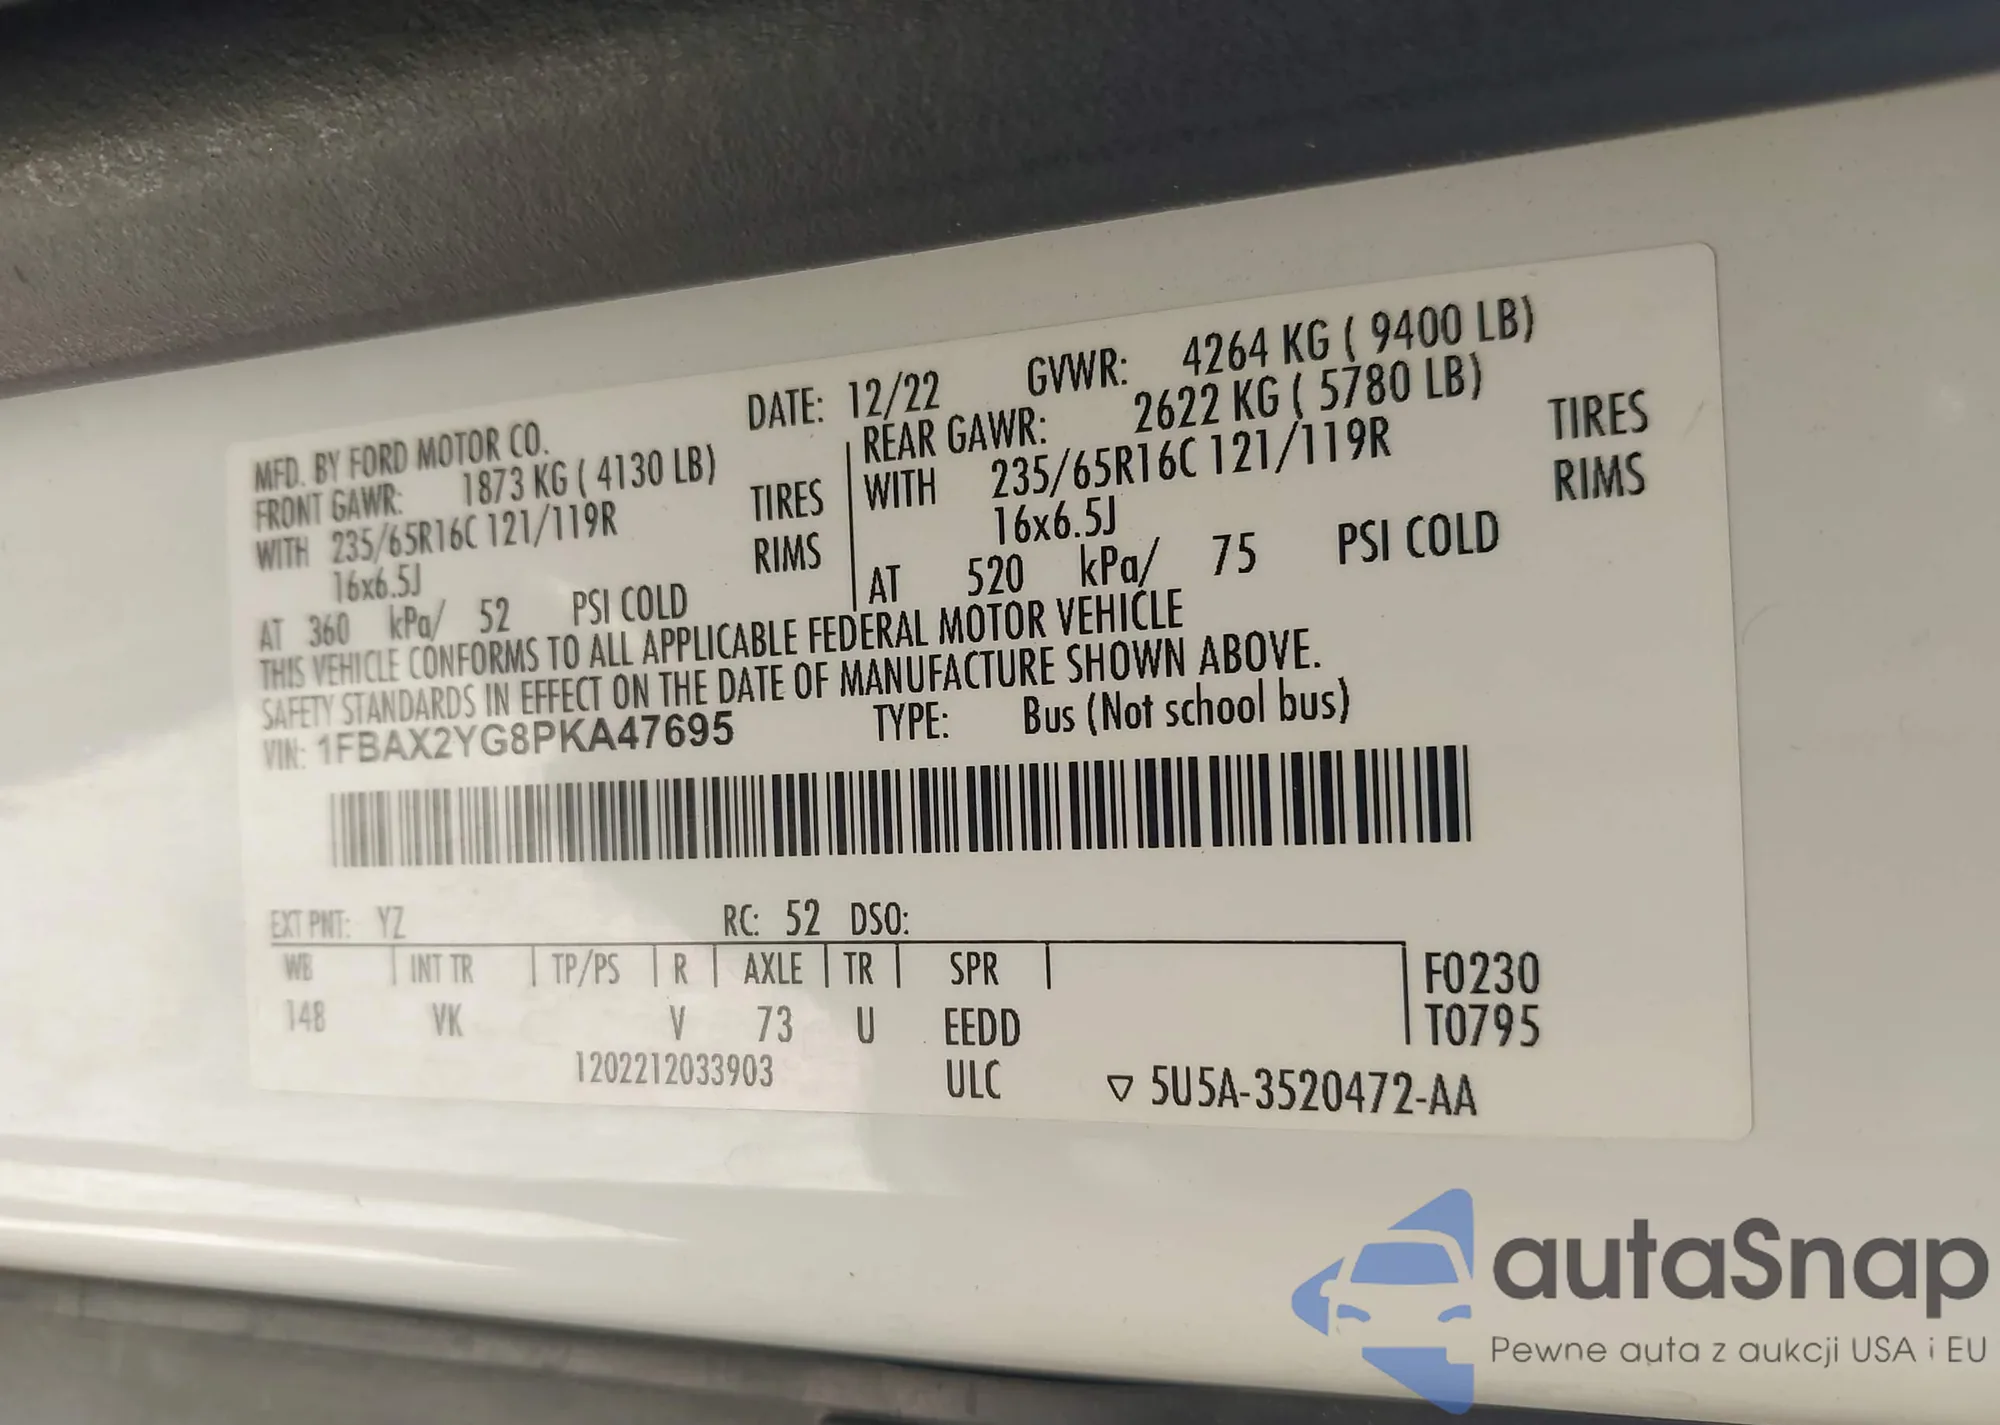 MFD. BY FORD MOTOR CO. DATE: 12/22 GVWR: 4264 KG ( 9400 LB)
FRONT GAWR: 1873 KG ( 4130 LB) REAR GAWR: 2622 KG ( 5780 LB)
WITH 235/65R16C 121/119R TIRES WITH 235/65R16C 121/119R TIRES
16x6.5J RIMS 16x6.5J RIMS
AT 360 kPa/ 52 PSI COLD AT 520 kPa/ 75 PSI COLD
THIS VEHICLE CONFORMS TO ALL APPLICABLE FEDERAL MOTOR VEHICLE
SAFETY STANDARDS IN EFFECT ON THE DATE OF MANUFACTURE SHOWN ABOVE.
VIN: 1FBAX2YG8PKA47695 TYPE: Bus (Not school bus)
EXT PNT: YZ RC: 52 DSO:
WB INT TR TP/PS R AXLE TR SPR F0230
148 VK V 73 U EEDD T0795
1202212033903 ULC ▽ 5U5A-3520472-AA
autaSnap
Pewne auta z aukcji USA i EU